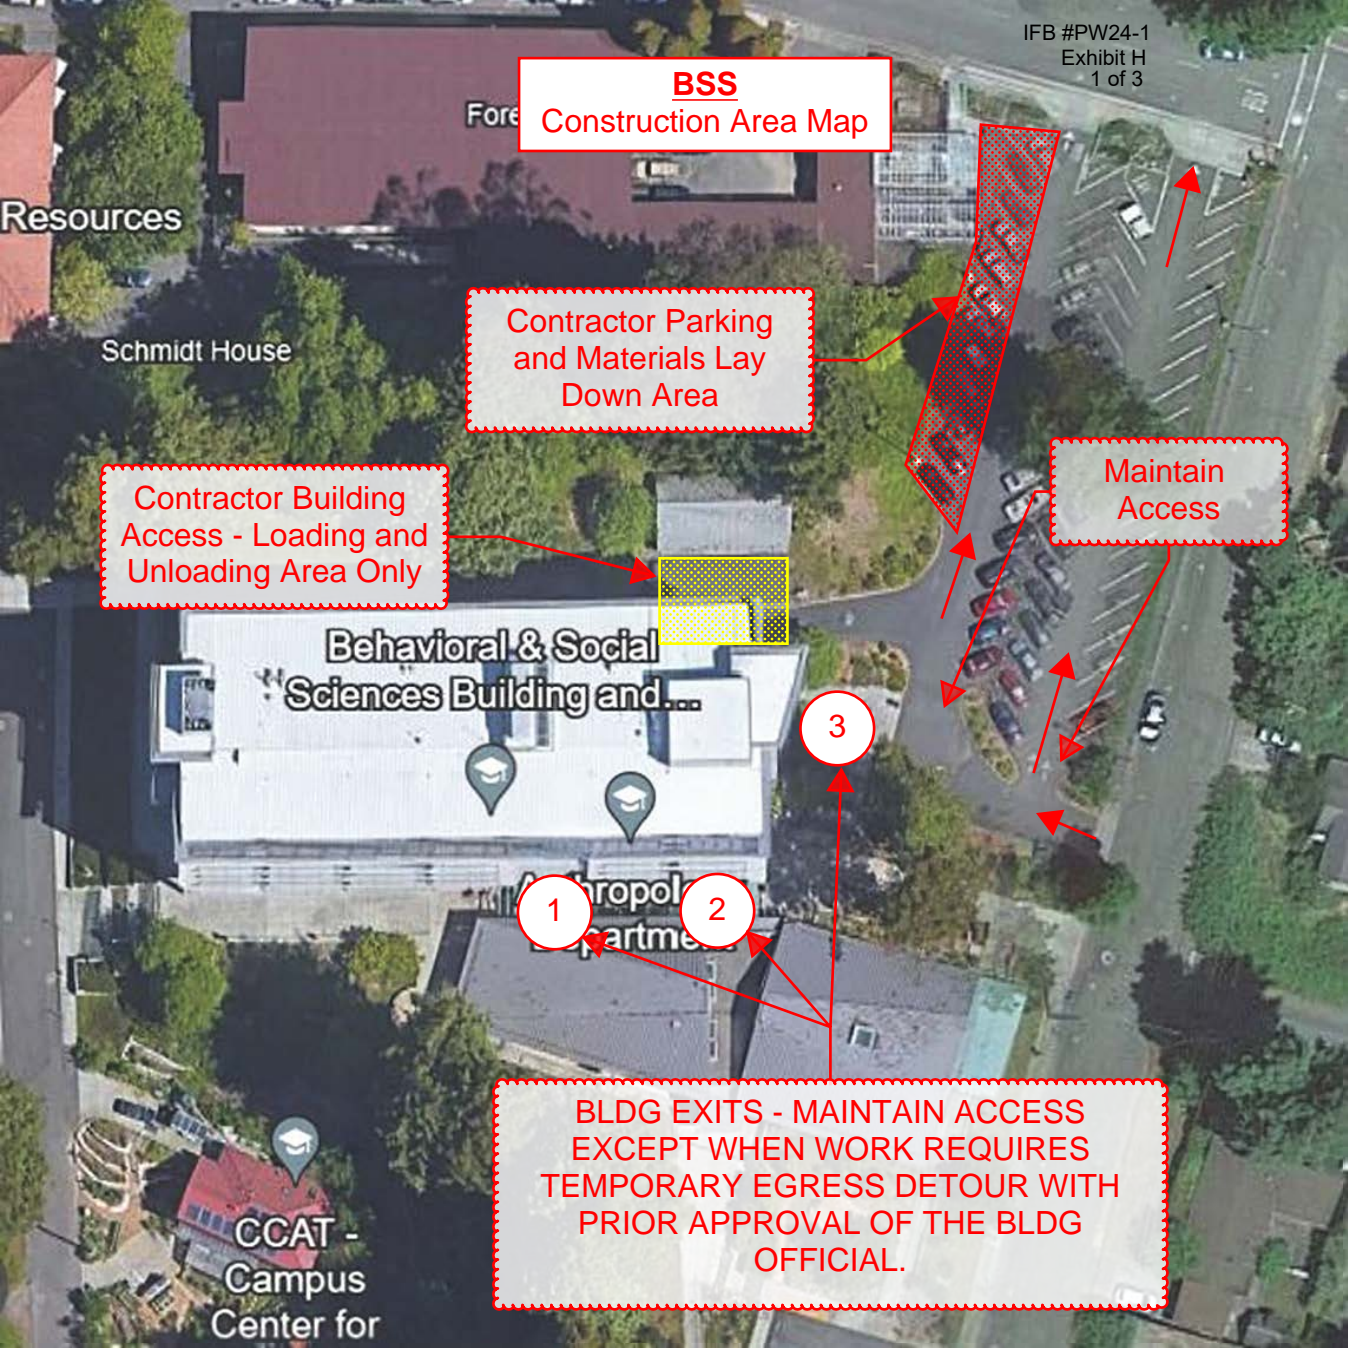 IFB #PW24-1
Exhibit H
1 of 3
BSS
Construction Area Map
Fore
Resources
Contractor Parking
and Materials Lay
Down Area
Schmidt House
Maintain
Access
Contractor Building
Access - Loading and
Unloading Area Only
Behavioral & Social
Sciences Building and...
3
1
2
BLDG EXITS - MAINTAIN ACCESS
EXCEPT WHEN WORK REQUIRES
TEMPORARY EGRESS DETOUR WITH
PRIOR APPROVAL OF THE BLDG
OFFICIAL.
CCAT -
Campus
Center for